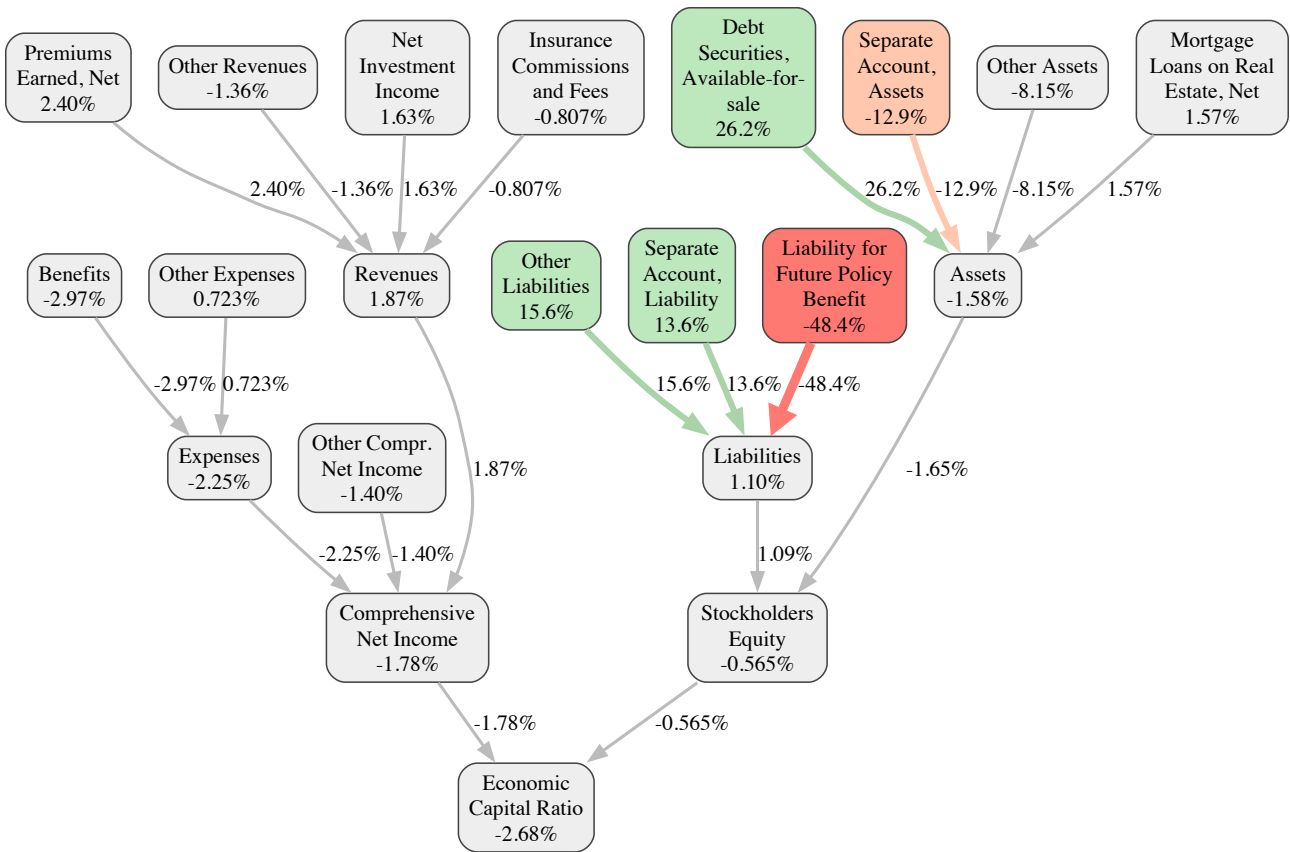 Premiums
Earned, Net
2.40%
Other Revenues
-1.36%
Net
Investment
Income
1.63%
Insurance
Commissions
and Fees
-0.807%
Debt
Securities,
Available-for-
sale
26.2%
Separate
Account,
Assets
-12.9%
Other Assets
-8.15%
Mortgage
Loans on Real
Estate, Net
1.57%
2.40%
-1.36%
1.63%
-0.807%
26.2%
-12.9%
-8.15%
1.57%
Benefits
-2.97%
Other Expenses
0.723%
Revenues
1.87%
Other
Liabilities
15.6%
Separate
Account,
Liability
13.6%
Liability for
Future Policy
Benefit
-48.4%
Assets
-1.58%
-2.97%
0.723%
15.6%
13.6%
-48.4%
Expenses
-2.25%
Other Compr.
Net Income
-1.40%
1.87%
Liabilities
1.10%
-1.65%
-2.25%
-1.40%
1.09%
Comprehensive
Net Income
-1.78%
Stockholders
Equity
-0.565%
-1.78%
-0.565%
Economic
Capital Ratio
-2.68%